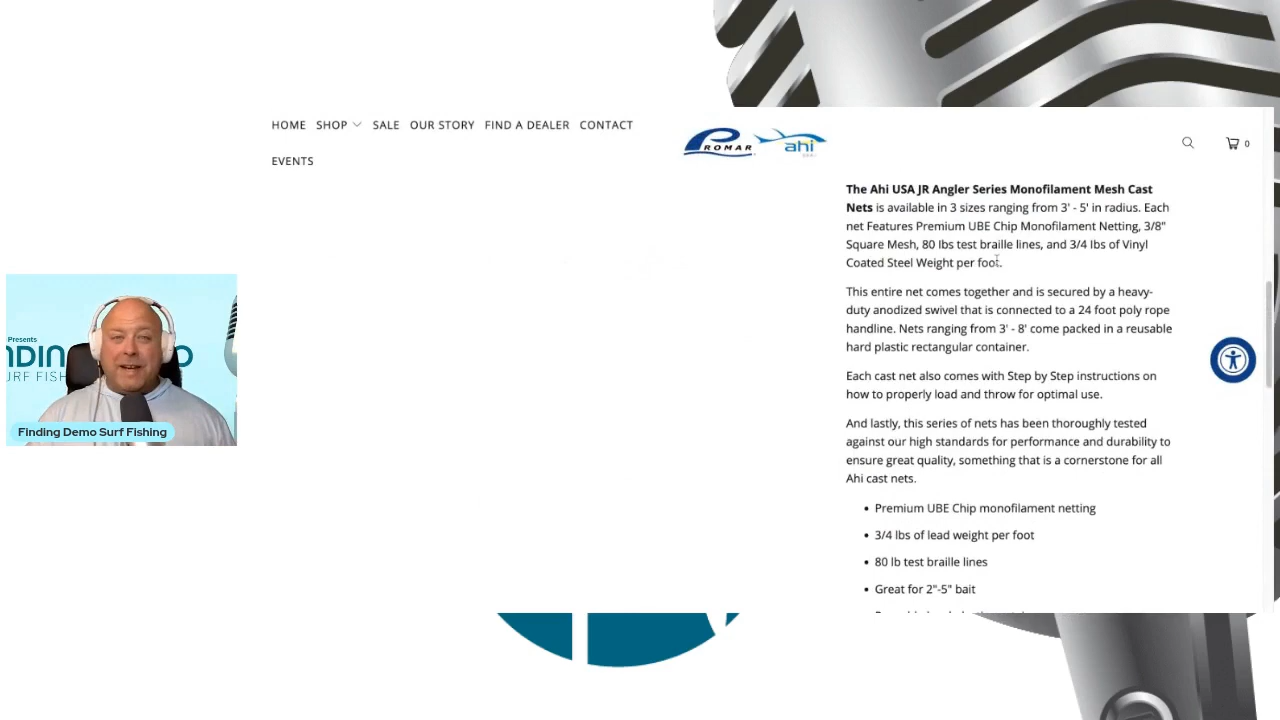 HOME SHOP SALE OUR STORY FIND A DEALER CONTACT
EVENTS
PROMAR ahi
0
The Ahi USA JR Angler Series Monofilament Mesh Cast
Nets is available in 3 sizes ranging from 3' - 5' in radius. Each
net Features Premium UBE Chip Monofilament Netting, 3/8"
Square Mesh, 80 lbs test braille lines, and 3/4 lbs of Vinyl
Coated Steel Weight per foot.
This entire net comes together and is secured by a heavy-
duty anodized swivel that is connected to a 24 foot poly rope
handline. Nets ranging from 3' - 8' come packed in a reusable
hard plastic rectangular container.
Each cast net also comes with Step by Step instructions on
how to properly load and throw for optimal use.
And lastly, this series of nets has been thoroughly tested
against our high standards for performance and durability to
ensure great quality, something that is a cornerstone for all
Ahi cast nets.
• Premium UBE Chip monofilament netting
• 3/4 lbs of lead weight per foot
• 80 lb test braille lines
• Great for 2"-5" bait
Presents
Finding Demo Surf Fishing